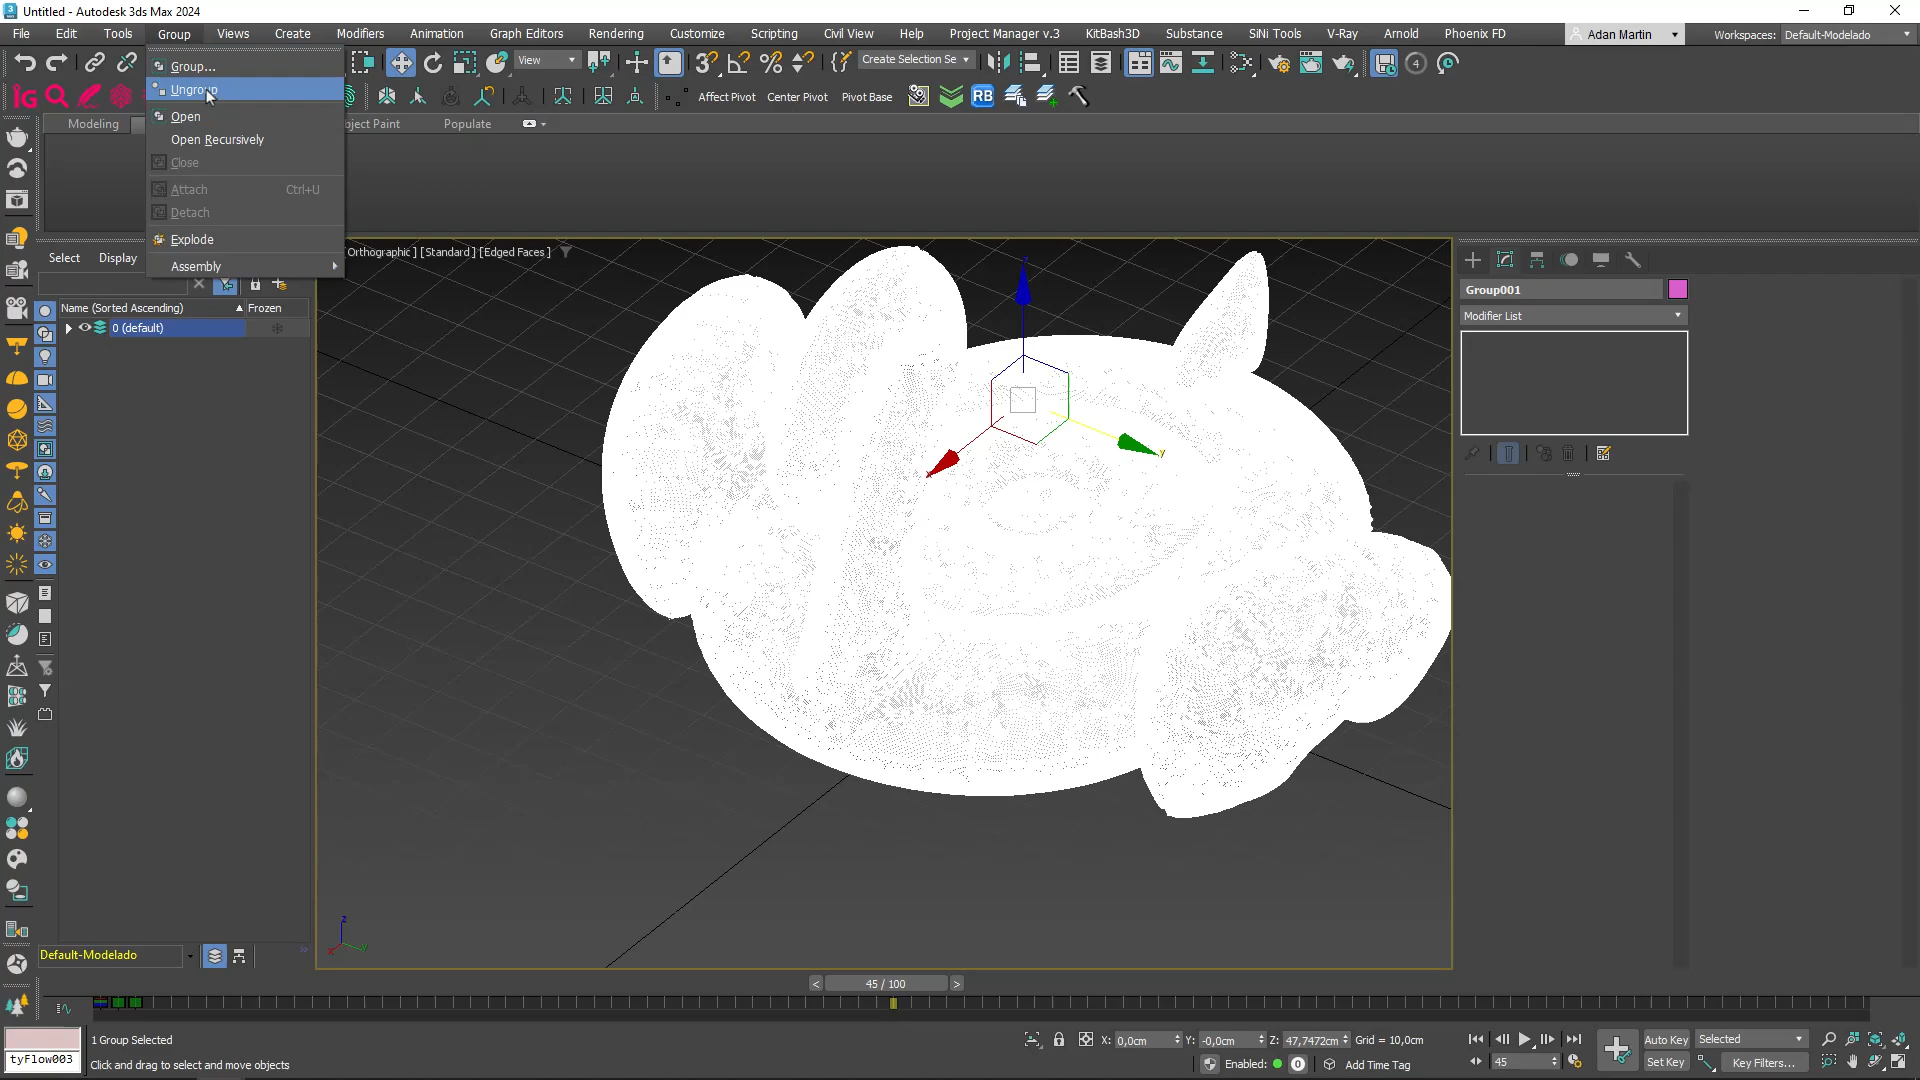 Untitled - Autodesk 3ds Max 2024
File Edit Tools Group Views Create Modifiers Animation Graph Editors Rendering Customize Scripting Civil View Help Project Manager v.3 KitBash3D Substance SiNi Tools V-Ray Arnold Phoenix FD Adan Martin Workspaces: Default-Modelado
View Create Selection Se
Affect Pivot Center Pivot Pivot Base RB
Modeling bject Paint Populate
Group...
Ungroup
Open
Open Recursively
Close
Attach Ctrl+U
Detach
Explode
Assembly
Select Display
Orthographic ] [Standard ] [Edged Faces ]
Name (Sorted Ascending) Frozen
0 (default)
Group001
Modifier List
z
x
y
z
x
y
Default-Modelado
< 45 / 100 >
1 Group Selected
X: 0,0cm Y: -0,0cm Z: 47,7472cm Grid = 10,0cm
Auto Key Selected
tyFlow003
Click and drag to select and move objects
Enabled: 0 Add Time Tag
45
Set Key Key Filters...